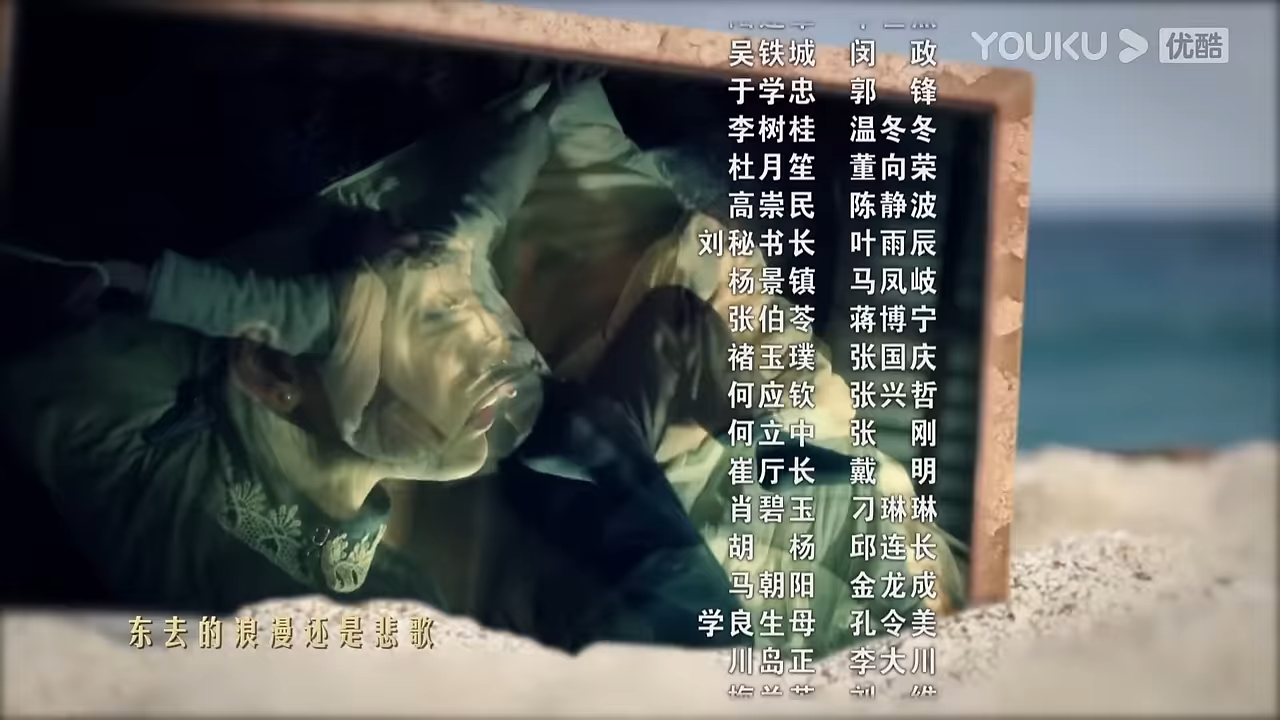 YOUKU 优酷
吴铁城 闵政
于学忠 郭锋
李树桂 温冬冬
杜月笙 董向荣
高崇民 陈静波
刘秘书长 叶雨辰
杨景镇 马凤岐
张伯苓 蒋博宁
褚玉璞 张国庆
何应钦 张兴哲
何立中 张刚
崔厅长 戴明
肖碧玉 刁琳琳
胡杨 邱连长
马朝阳 金龙成
学良生母 孔令美
川岛正 李大川
东去的浪漫还是悲歌